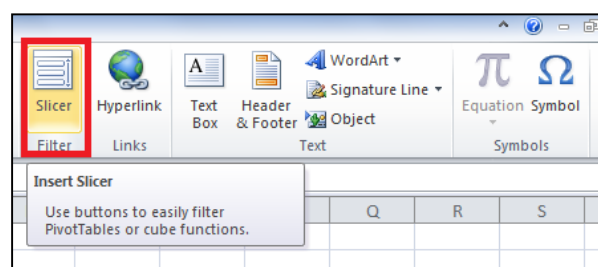 WordArt
Signature Line
Object
Slicer
Hyperlink
Text Box
Header & Footer
Equation
Symbol
Filter
Links
Text
Symbols
Insert Slicer
Use buttons to easily filter
PivotTables or cube functions.
Q R S
A
π Ω